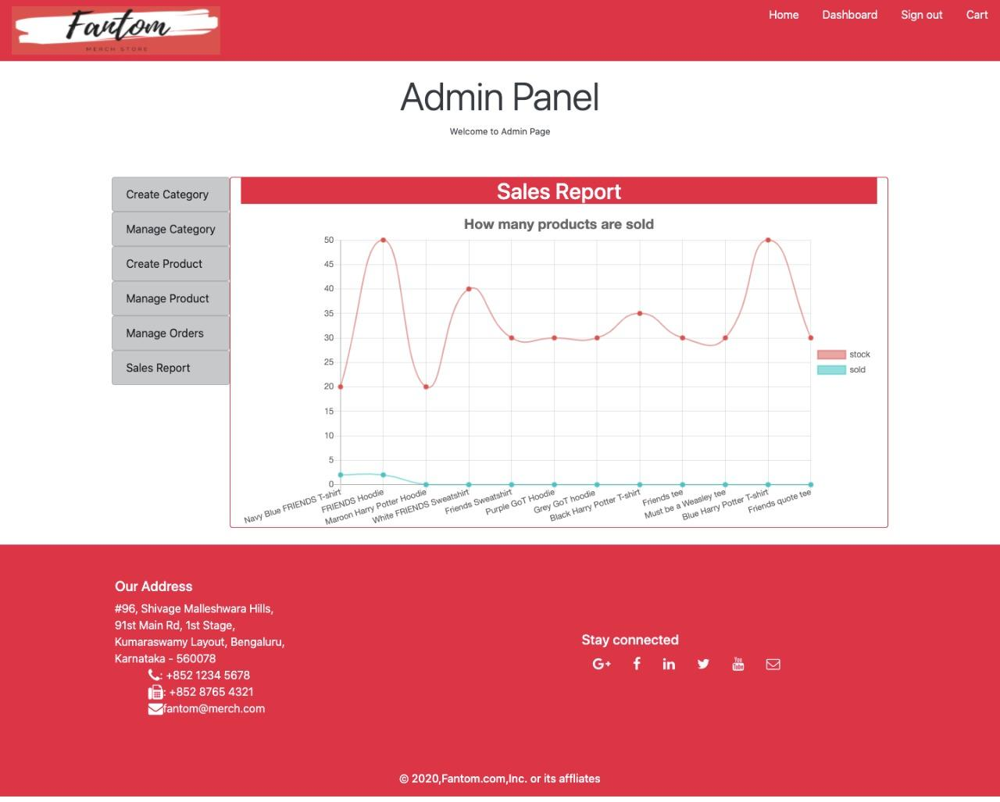 Fantom
MERCH STORE
Home Dashboard Sign out Cart
Admin Panel
Welcome to Admin Page
Create Category
Manage Category
Create Product
Manage Product
Manage Orders
Sales Report
Sales Report
How many products are sold
50
45
40
35
30
25
20
15
10
5
0
Navy Blue FRIENDS T-shirt
FRIENDS Hoodie
Maroon Harry Potter Hoodie
White FRIENDS Sweatshirt
Friends Sweatshirt
Purple GoT Hoodie
Grey GoT hoodie
Black Harry Potter T-shirt
Friends tee
Must be a Weasley tee
Blue Harry Potter T-shirt
Friends quote tee
stock
sold
Our Address
#96, Shivage Malleshwara Hills,
91st Main Rd, 1st Stage,
Kumaraswamy Layout, Bengaluru,
Karnataka - 560078
: +852 1234 5678
: +852 8765 4321
fantom@merch.com
Stay connected
G+ f in You Tube
© 2020,Fantom.com,Inc. or its affliates